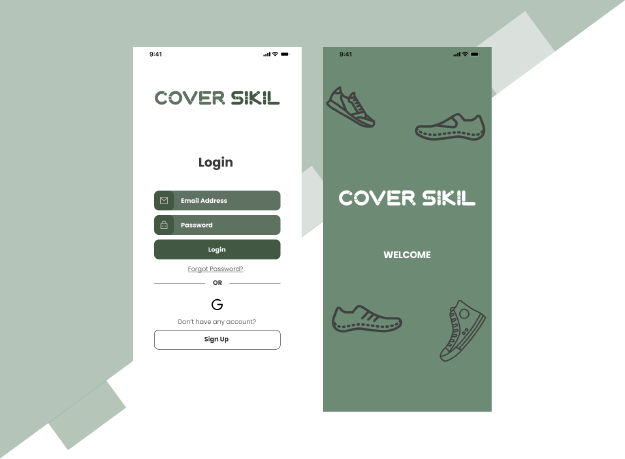 9:41
COVER SIKIL
Login
Email Address
Password
Login
Forgot Password?
OR
G
Don't have any account?
Sign Up
9:41
COVER SIKIL
WELCOME